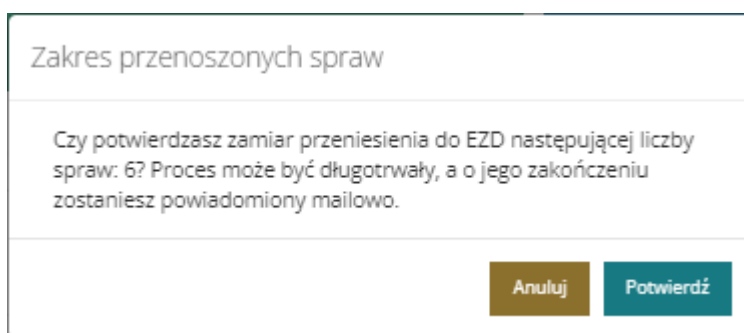 Zakres przenoszonych spraw
Czy potwierdzasz zamiar przeniesienia do EZD następującej liczby
spraw: 6? Proces może być długotrwały, a o jego zakończeniu
zostaniesz powiadomiony mailowo.
Anuluj
Potwierdź